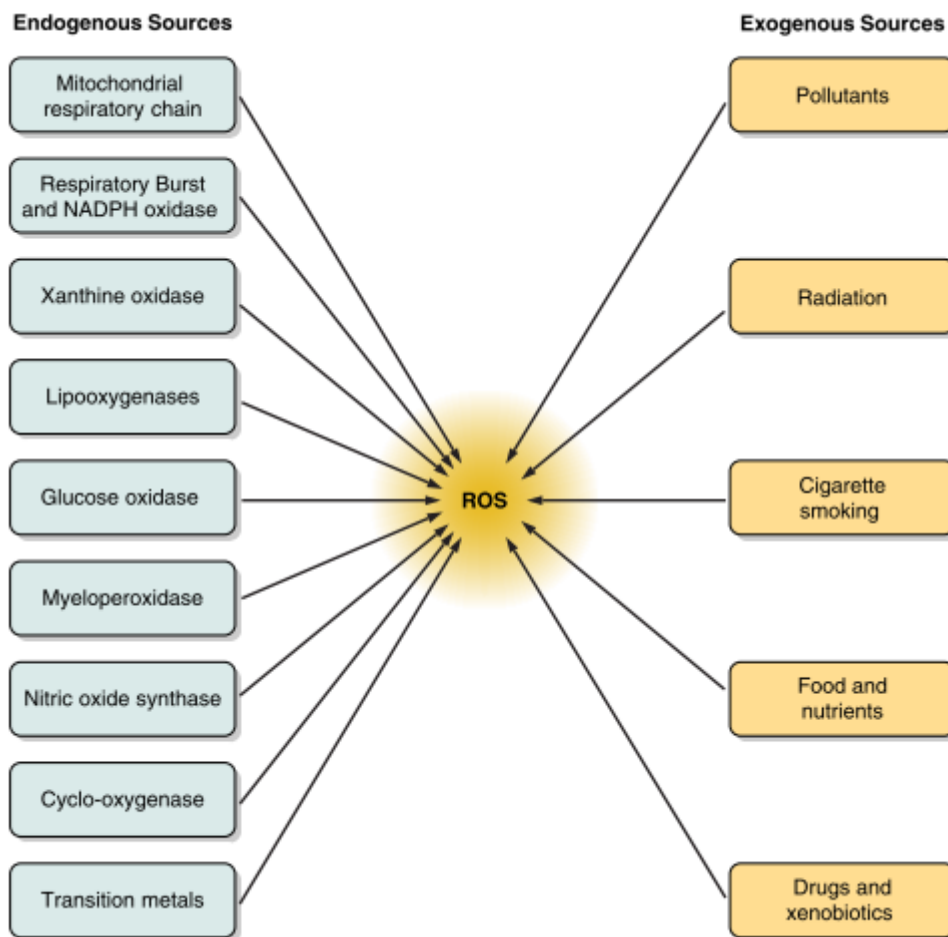 Endogenous Sources
Mitochondrial
respiratory chain
Respiratory Burst
and NADPH oxidase
Xanthine oxidase
Lipooxygenases
Glucose oxidase
Myeloperoxidase
Nitric oxide synthase
Cyclo-oxygenase
Transition metals
ROS
Exogenous Sources
Pollutants
Radiation
Cigarette
smoking
Food and
nutrients
Drugs and
xenobiotics